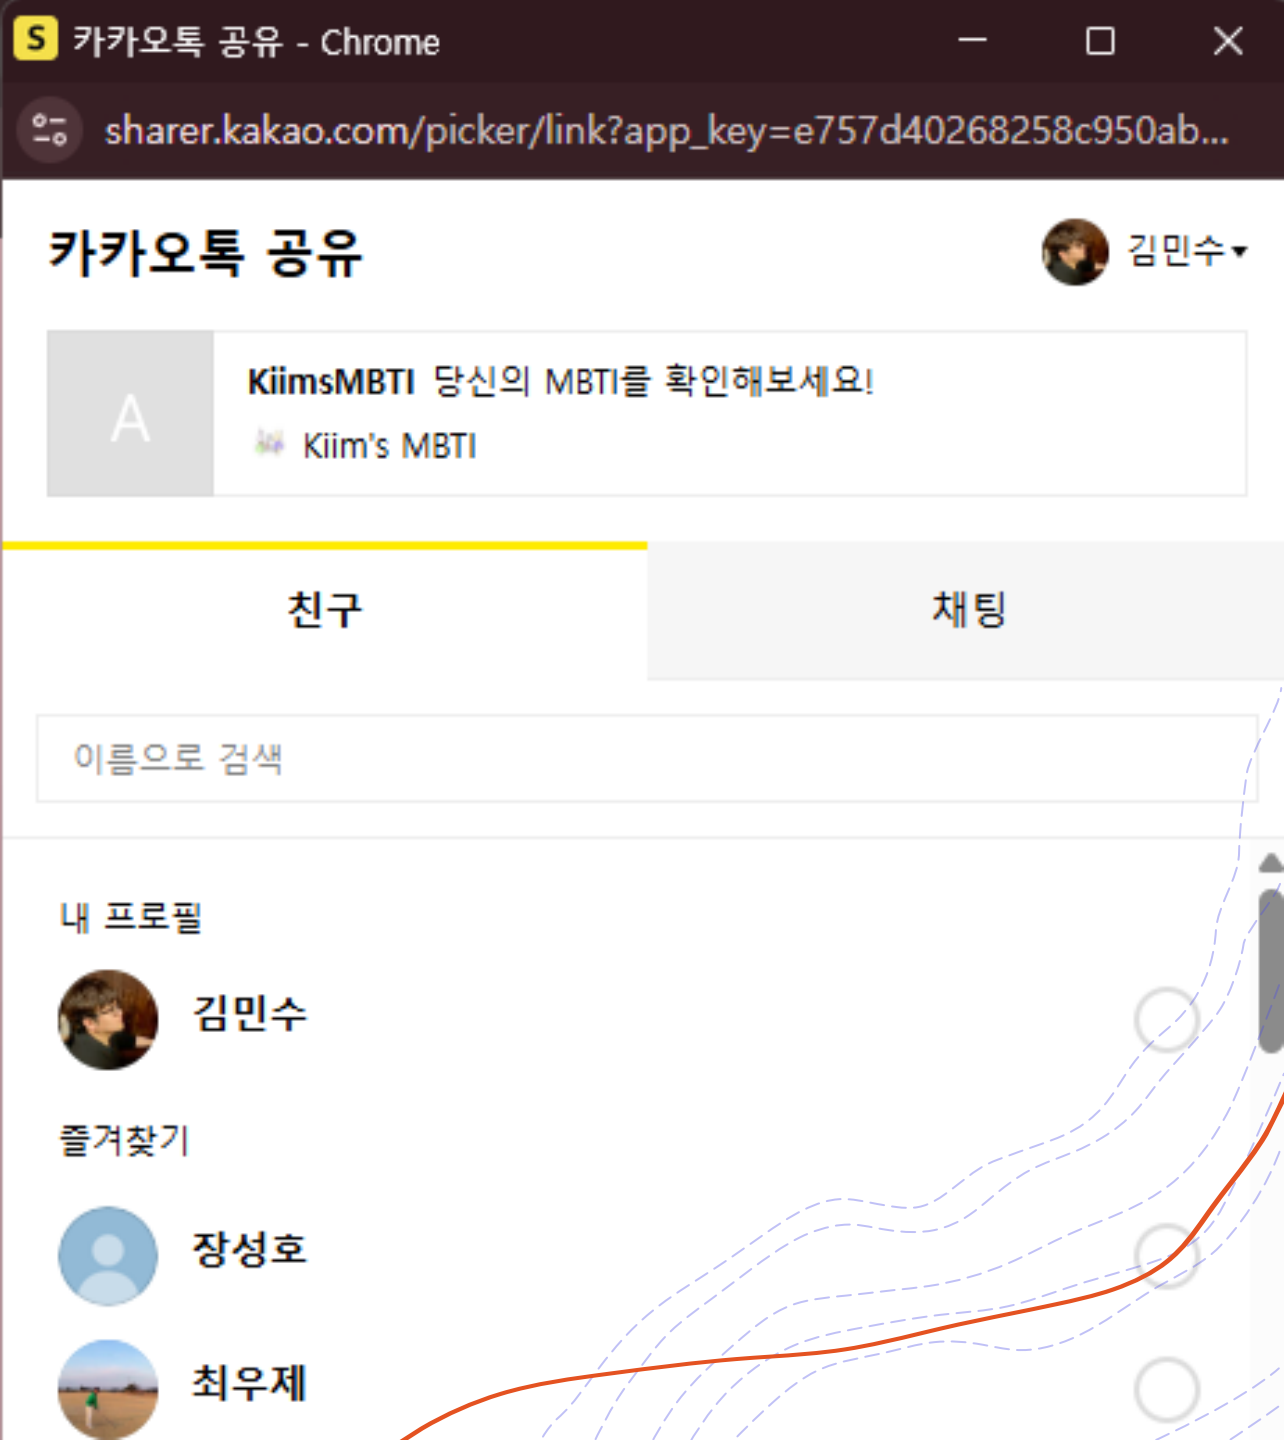 S 카카오톡 공유 - Chrome
sharer.kakao.com/picker/link?app_key=e757d40268258c950ab...
카카오톡 공유
김민수
A
KiimsMBTI 당신의 MBTI를 확인해보세요!
Kiim's MBTI
친구
채팅
이름으로 검색
내 프로필
김민수
즐겨찾기
장성호
최우제